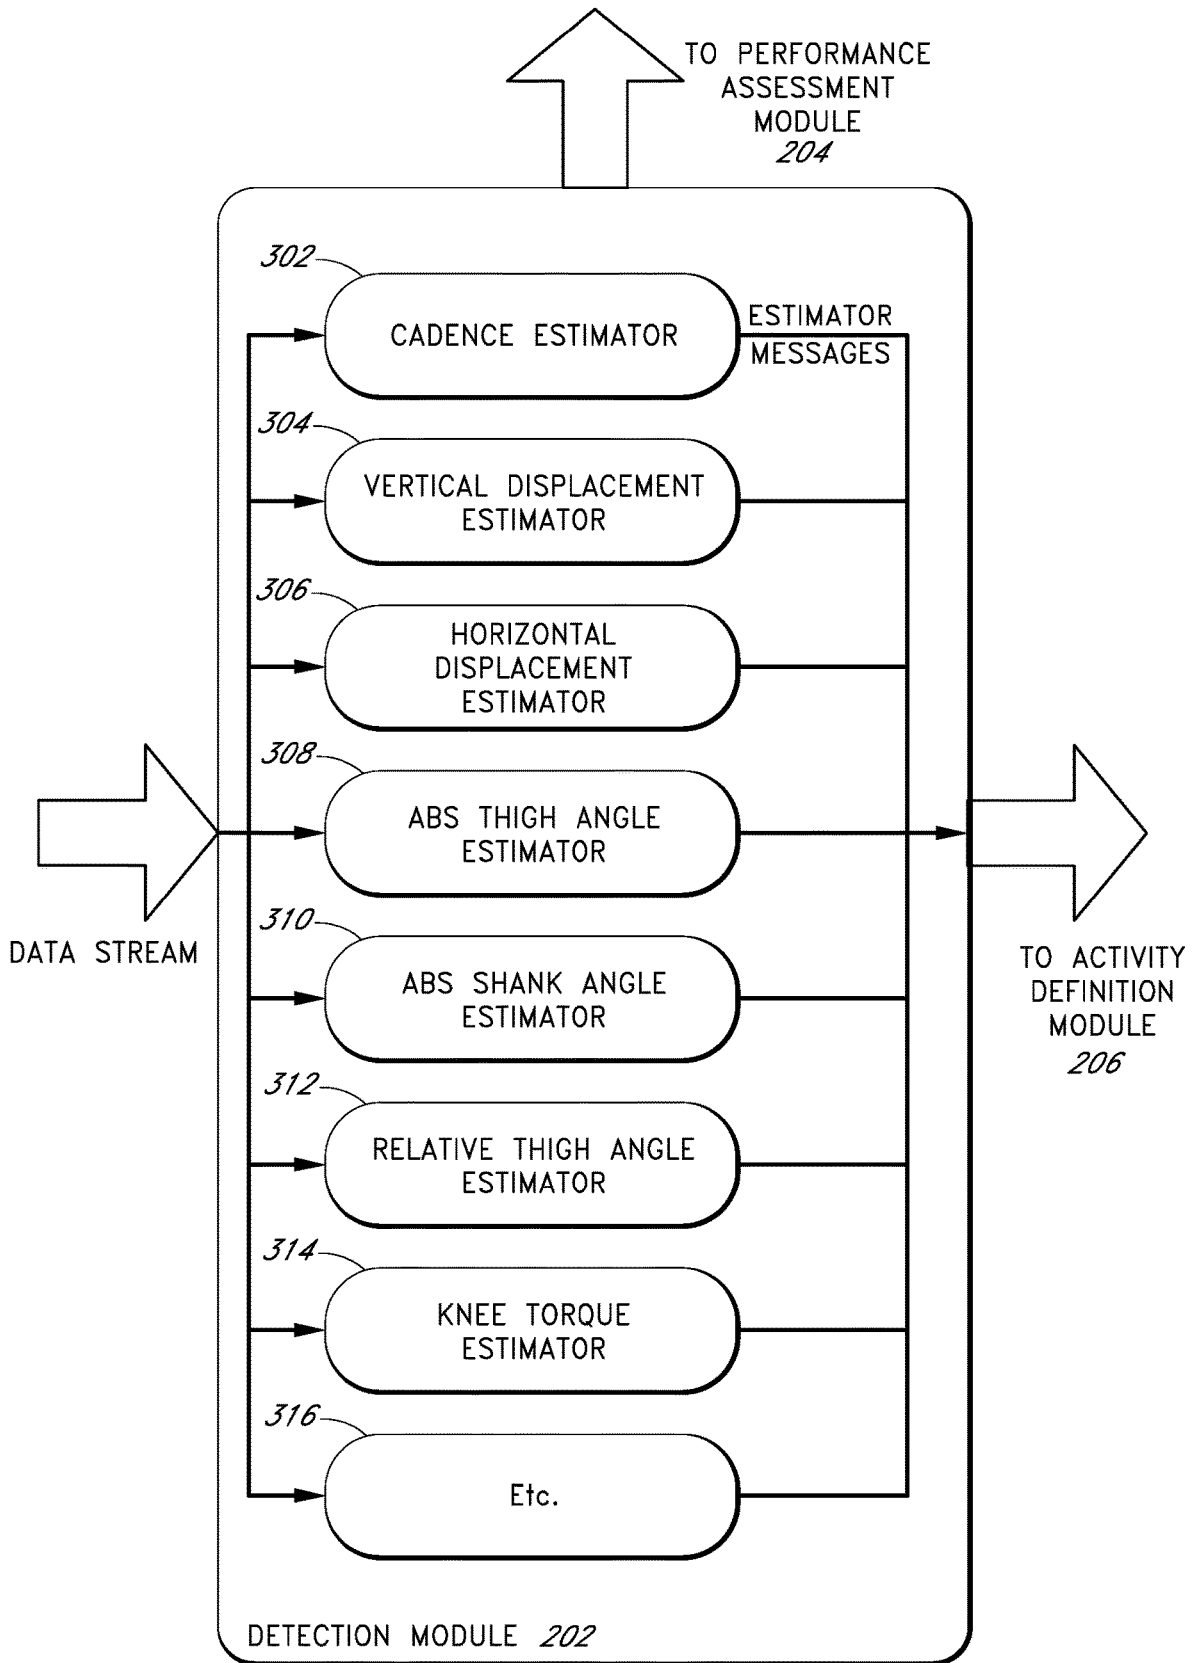 TO PERFORMANCE
ASSESSMENT
MODULE
204
302
CADENCE ESTIMATOR
ESTIMATOR
MESSAGES
304
VERTICAL DISPLACEMENT
ESTIMATOR
306
HORIZONTAL
DISPLACEMENT
ESTIMATOR
308
ABS THIGH ANGLE
ESTIMATOR
DATA STREAM
310
ABS SHANK ANGLE
ESTIMATOR
TO ACTIVITY
DEFINITION
MODULE
206
312
RELATIVE THIGH ANGLE
ESTIMATOR
314
KNEE TORQUE
ESTIMATOR
316
Etc.
DETECTION MODULE 202